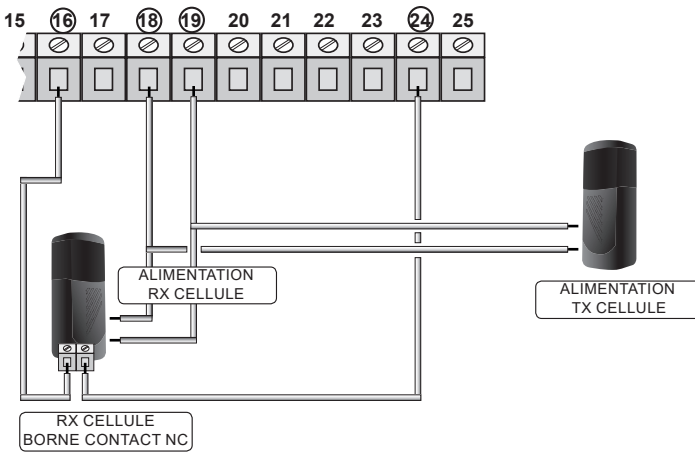 15 16 17 18 19 20 21 22 23 24 25
ALIMENTATION
RX CELLULE
ALIMENTATION
TX CELLULE
RX CELLULE
BORNE CONTACT NC